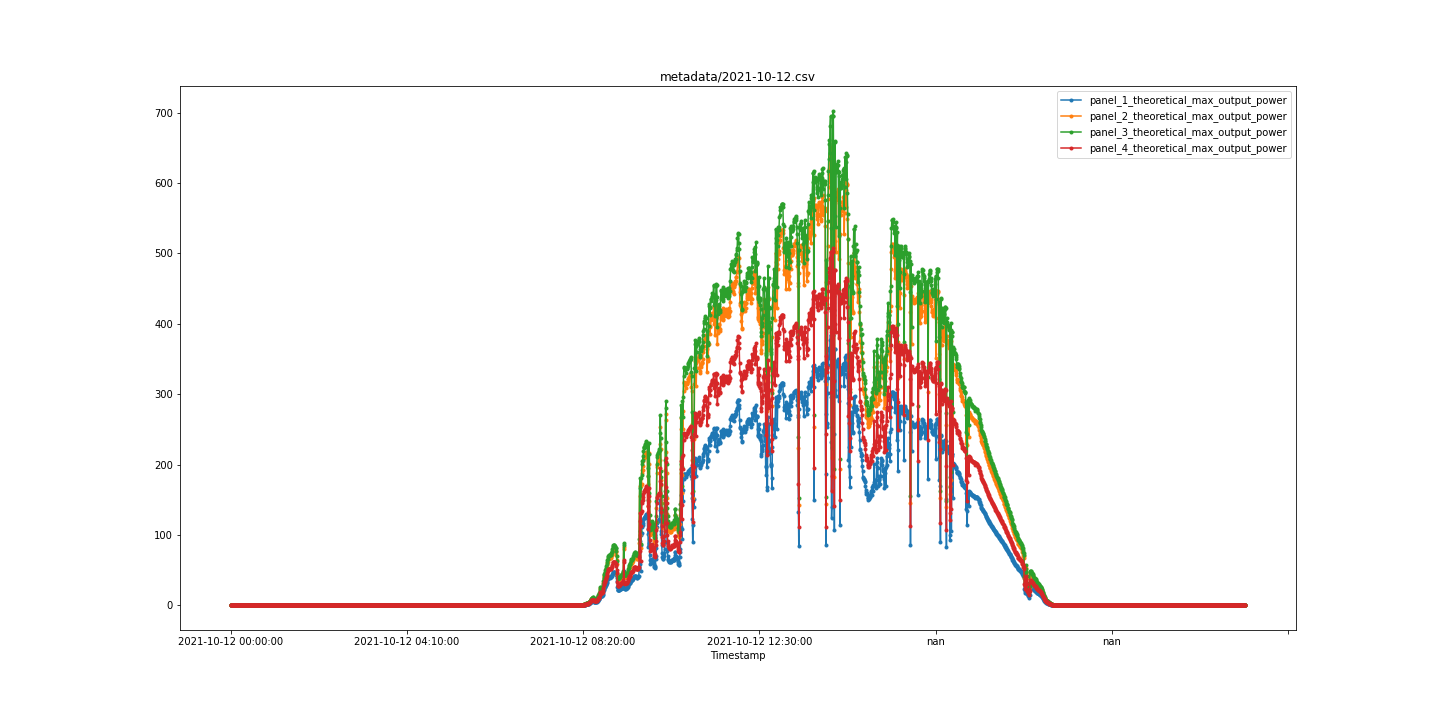 metadata/2021-10-12.csv
panel_1_theoretical_max_output_power
panel_2_theoretical_max_output_power
panel_3_theoretical_max_output_power
panel_4_theoretical_max_output_power
700
600
500
400
300
200
100
0
2021-10-12 00:00:00
2021-10-12 04:10:00
2021-10-12 08:20:00
2021-10-12 12:30:00
nan
nan
Timestamp